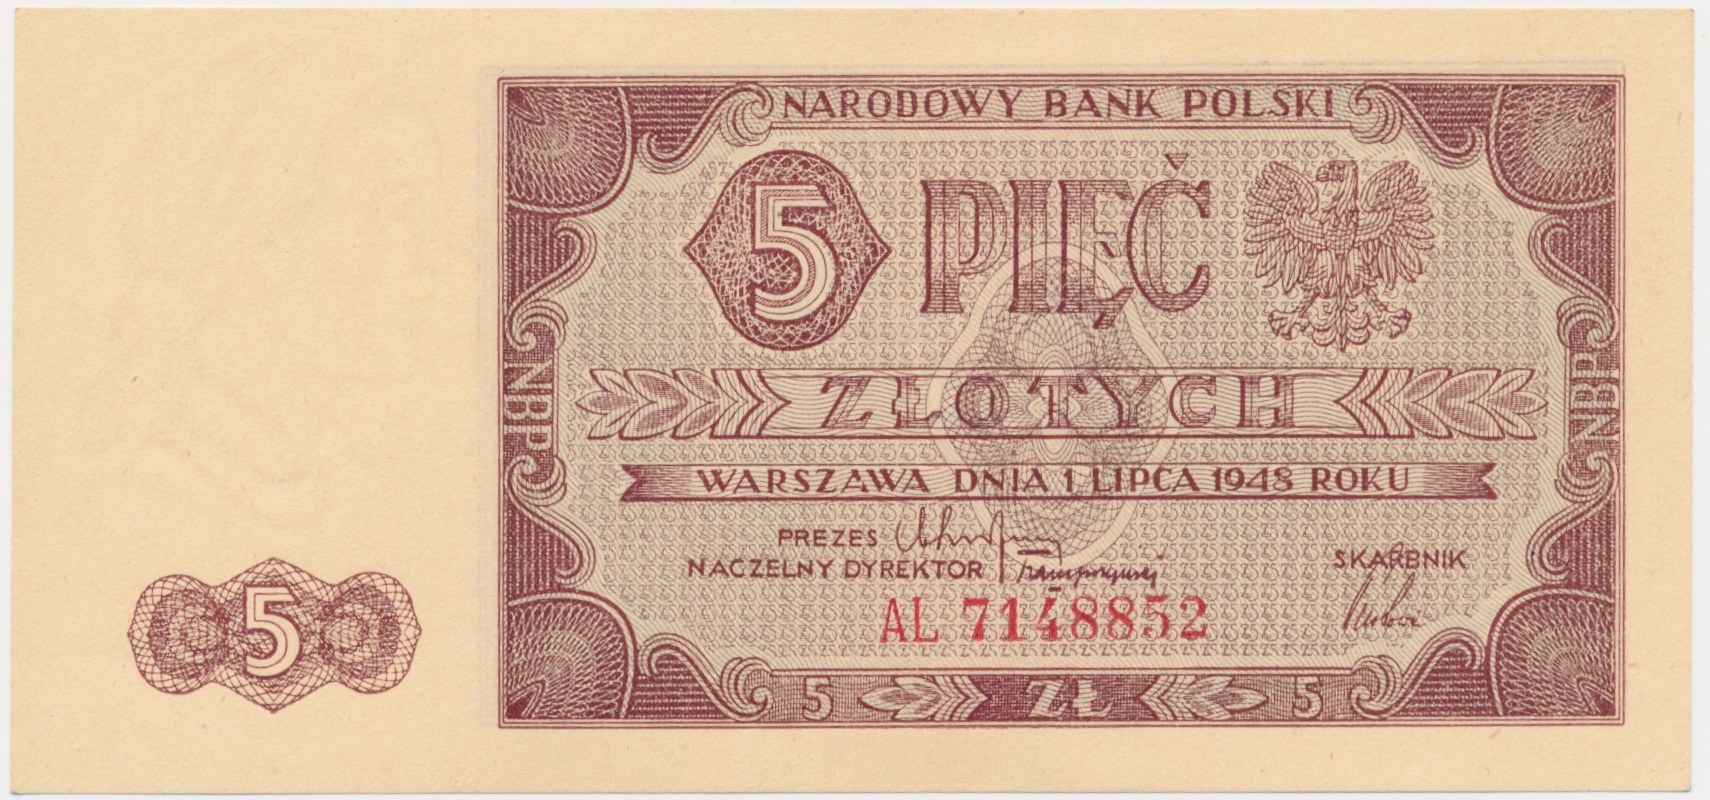 NARODOWY BANK POLSKI
5 PIĘĆ
ZŁOTYCH
NBP
NBP
WARSZAWA DNIA 1 LIPCA 1948 ROKU
PREZES
NACZELNY DYREKTOR
SKARBNIK
AL 7148852
5
5 ZŁ 5